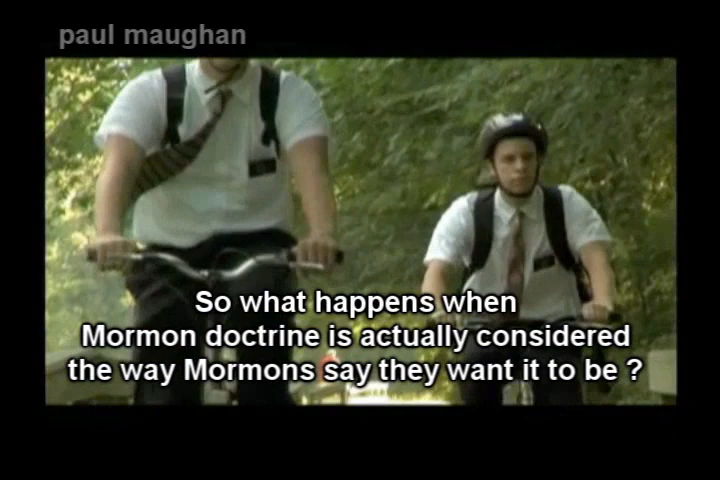 paul maughan
So what happens when
Mormon doctrine is actually considered
the way Mormons say they want it to be ?